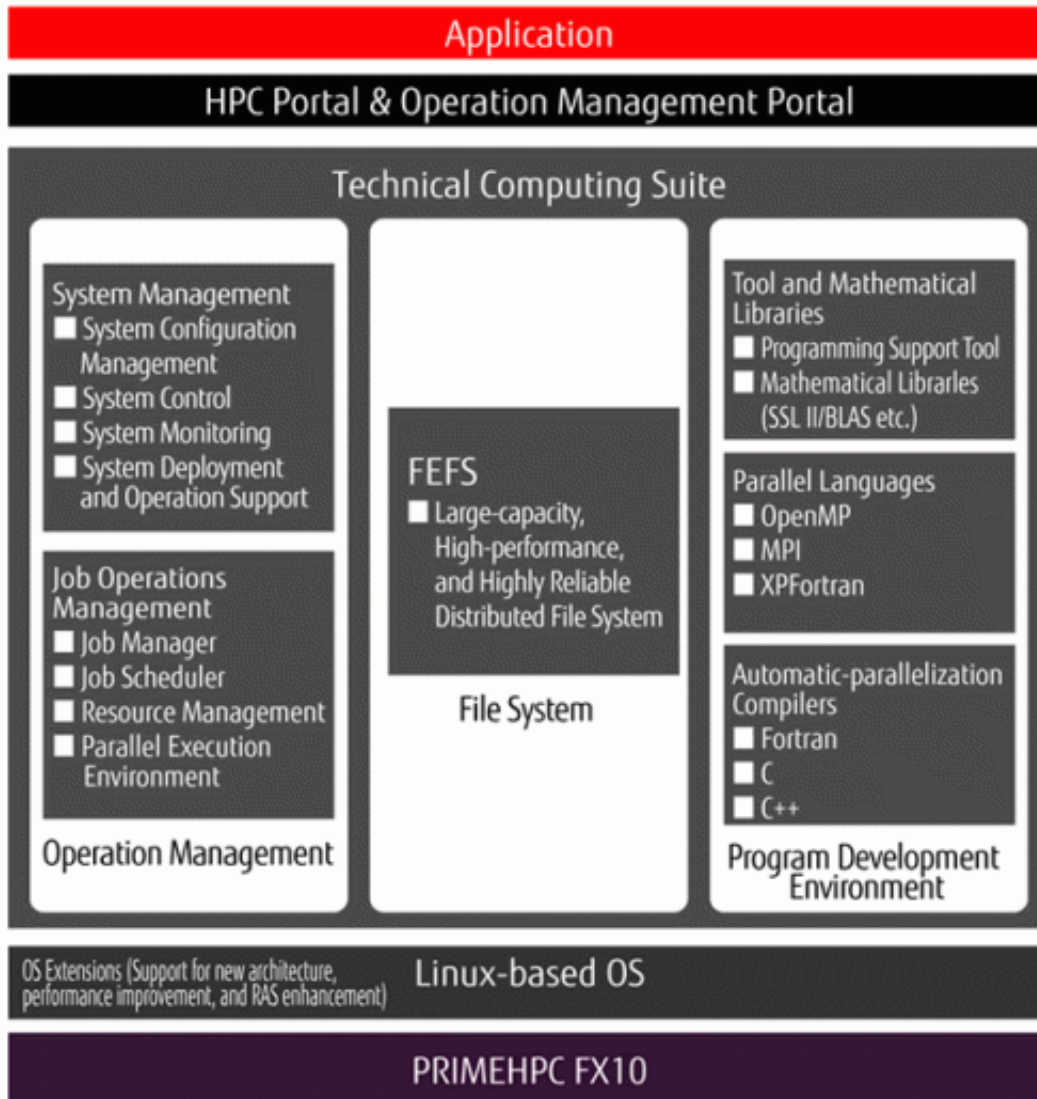 Application
HPC Portal & Operation Management Portal
Technical Computing Suite
System Management
System Configuration
Management
System Control
System Monitoring
System Deployment
and Operation Support
Job Operations
Management
Job Manager
Job Scheduler
Resource Management
Parallel Execution
Environment
Operation Management
FEFS
Large-capacity,
High-performance,
and Highly Reliable
Distributed File System
File System
Tool and Mathematical
Libraries
Programming Support Tool
Mathematical Librarles
(SSL II/BLAS etc.)
Parallel Languages
OpenMP
MPI
XPFortran
Automatic-parallelization
Compilers
Fortran
C
C++
Program Development
Environment
OS Extensions (Support for new architecture,
performance improvement, and RAS enhancement)
Linux-based OS
PRIMEHPC FX10